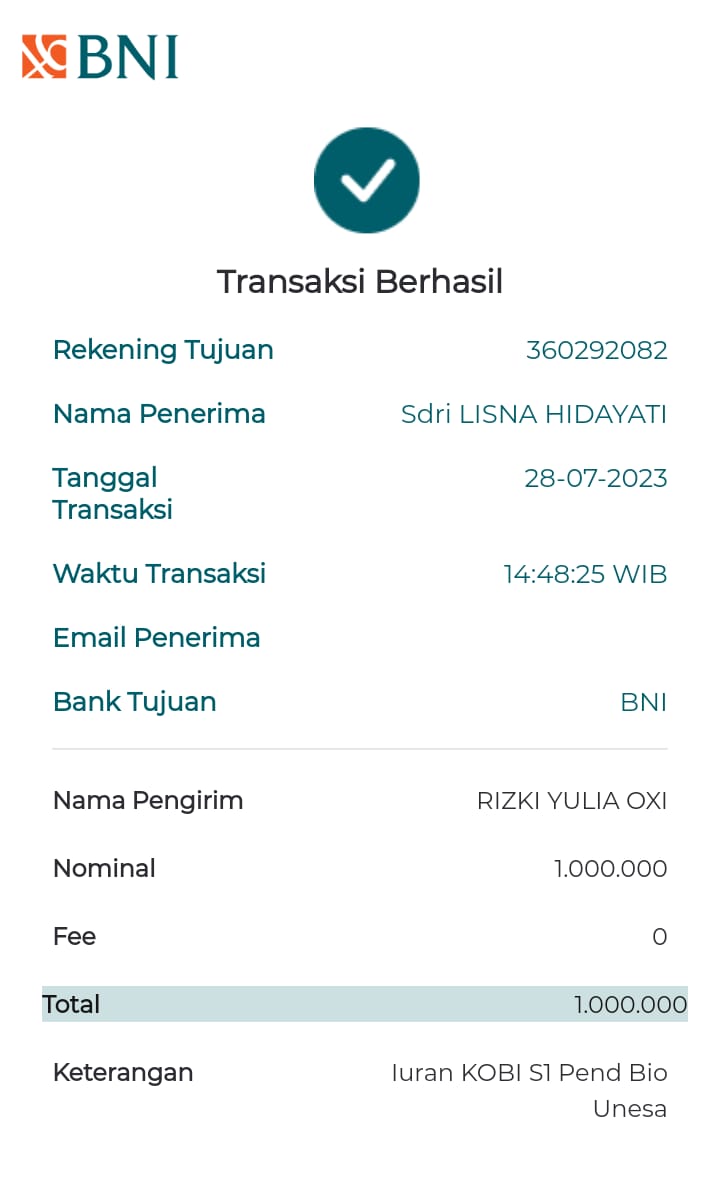 BNI
Transaksi Berhasil
Rekening Tujuan 360292082
Nama Penerima Sdri LISNA HIDAYATI
Tanggal Transaksi 28-07-2023
Waktu Transaksi 14:48:25 WIB
Email Penerima
Bank Tujuan BNI
Nama Pengirim RIZKI YULIA OXI
Nominal 1.000.000
Fee 0
Total 1.000.000
Keterangan Iuran KOBI S1 Pend Bio
Unesa